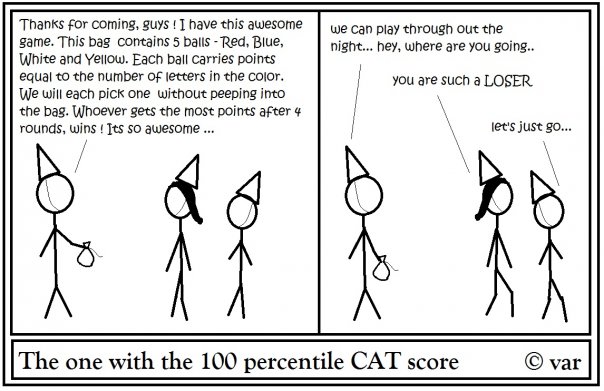 Thanks for coming, guys ! I have this awesome
game. This bag contains 5 balls - Red, Blue,
White and Yellow. Each ball carries points
equal to the number of letters in the color.
We will each pick one without peeping into
the bag. Whoever gets the most points after 4
rounds, wins ! Its so awesome ...
we can play through out the
night... hey, where are you going..
you are such a LOSER
let's just go...
The one with the 100 percentile CAT score
© var